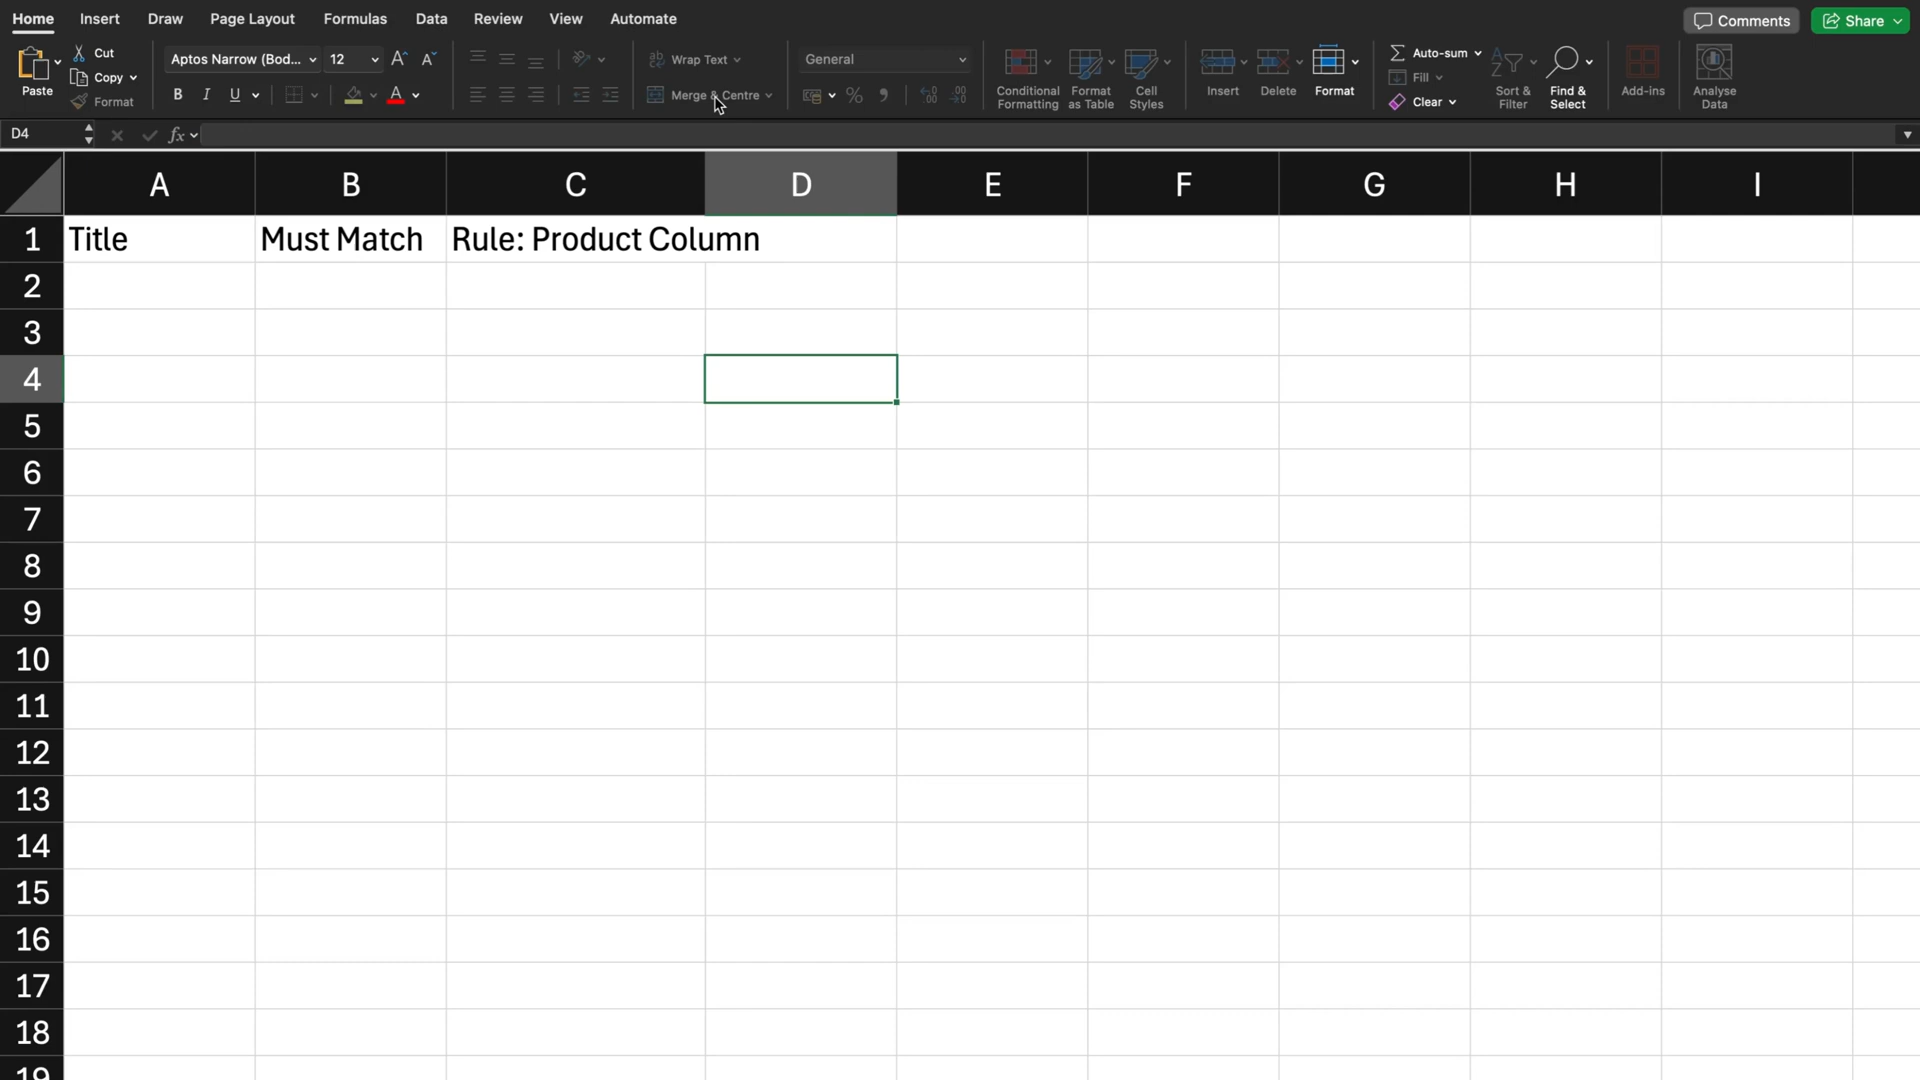 Home Insert Draw Page Layout Formulas Data Review View Automate Comments Share
Paste Cut Copy Format
Aptos Narrow (Bod... 12 A A
B I U A
Wrap Text
Merge & Centre
General
% 9
Conditional Formatting
Format as Table
Cell Styles
Insert Delete Format
Auto-sum
Fill
Clear
Sort & Filter
Find & Select
Add-ins
Analyse Data
D4 fx
A B C D E F G H I
1 Title Must Match Rule: Product Column
2
3
4
5
6
7
8
9
10
11
12
13
14
15
16
17
18
19